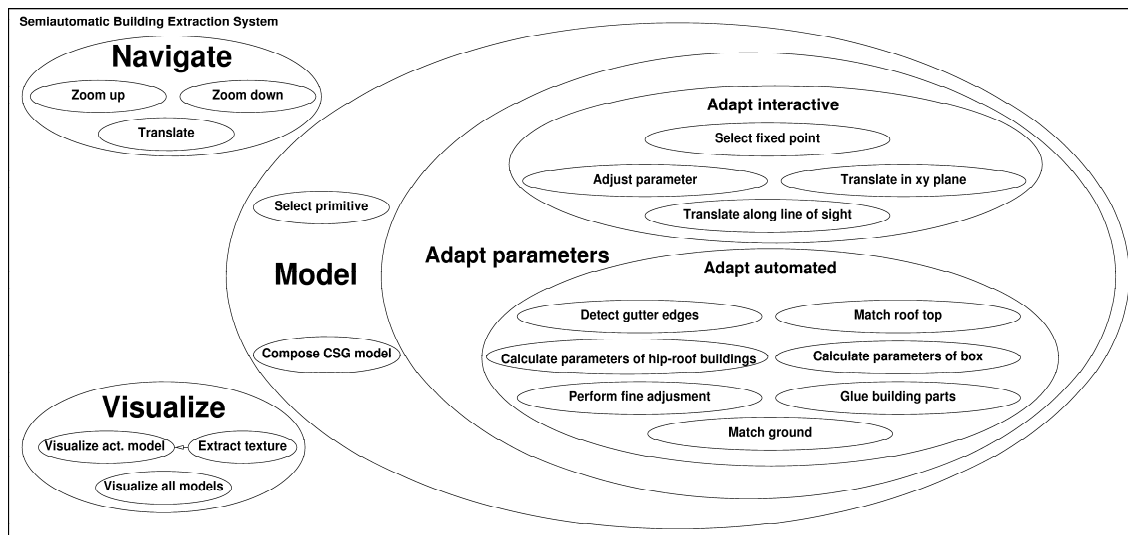 Semiautomatic Building Extraction System
Navigate
Zoom up
Zoom down
Translate
Adapt interactive
Select fixed point
Adjust parameter
Translate in xy plane
Translate along line of sight
Select primitive
Model
Compose CSG model
Adapt parameters
Adapt automated
Detect gutter edges
Match roof top
Calculate parameters of hip-roof buildings
Calculate parameters of box
Perform fine adjusment
Glue building parts
Match ground
Visualize
Visualize act. model
Extract texture
Visualize all models